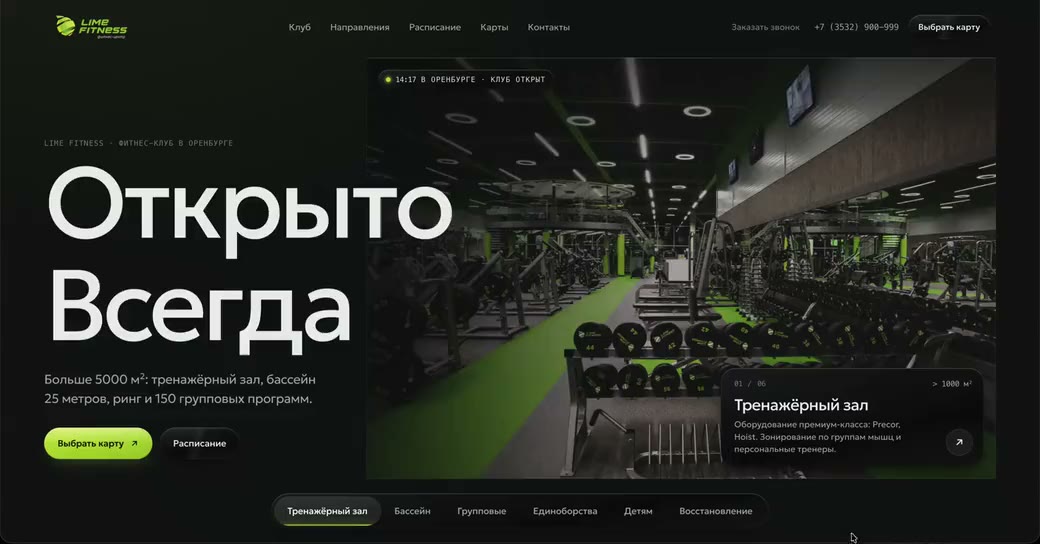 LIME
FITNESS
фитнес-центр
Клуб
Направления
Расписание
Карты
Контакты
Заказать звонок
+7 (3532) 900-999
Выбрать карту
14:17 В ОРЕНБУРГЕ · КЛУБ ОТКРЫТ
LIME FITNESS · ФИТНЕС-КЛУБ В ОРЕНБУРГЕ
Открыто
Всегда
Больше 5000 м²: тренажёрный зал, бассейн
25 метров, ринг и 150 групповых программ.
Выбрать карту
Расписание
01 / 06
> 1000 м²
Тренажёрный зал
Оборудование премиум-класса: Precor,
Hoist. Зонирование по группам мышц и
персональные тренеры.
Тренажёрный зал
Бассейн
Групповые
Единоборства
Детям
Восстановление